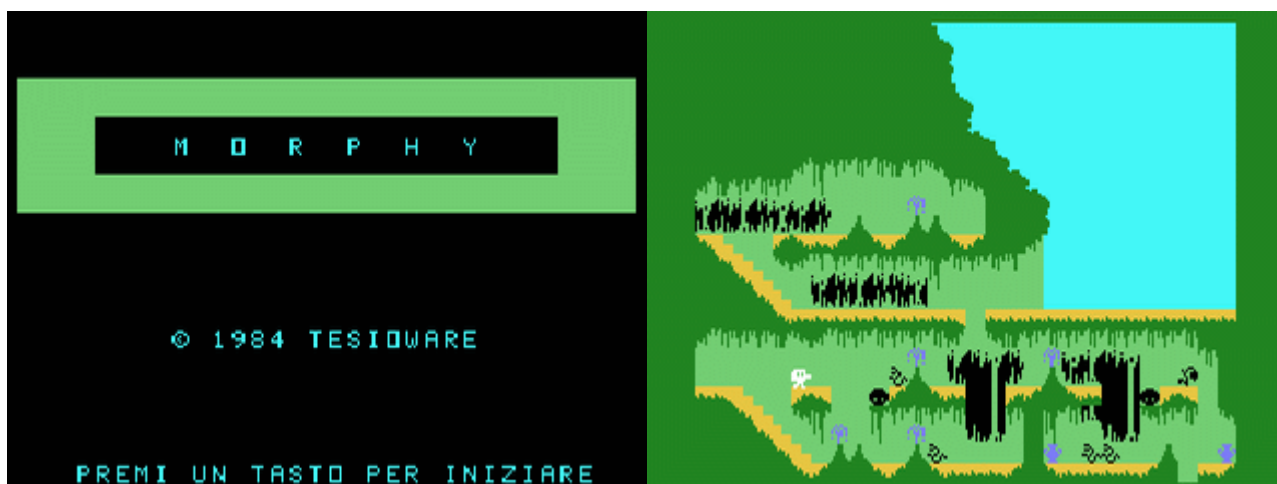 M O R P H Y
© 1984 TESIOWARE
PREMI UN TASTO PER INIZIARE